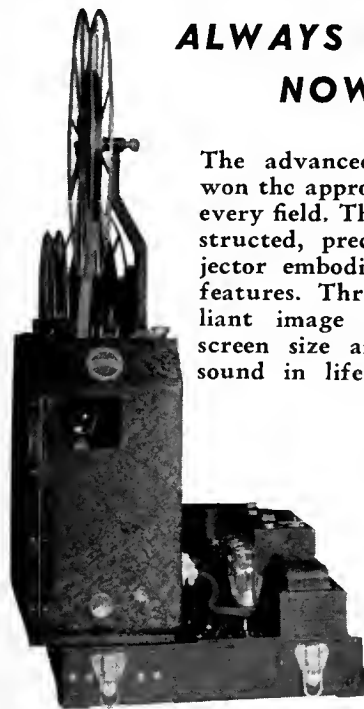 ALWAYS
NOW
The advanced
won the appro
every field. Th
structed, prec
jector embodi
features. Thr
liant image
screen size a
sound in life